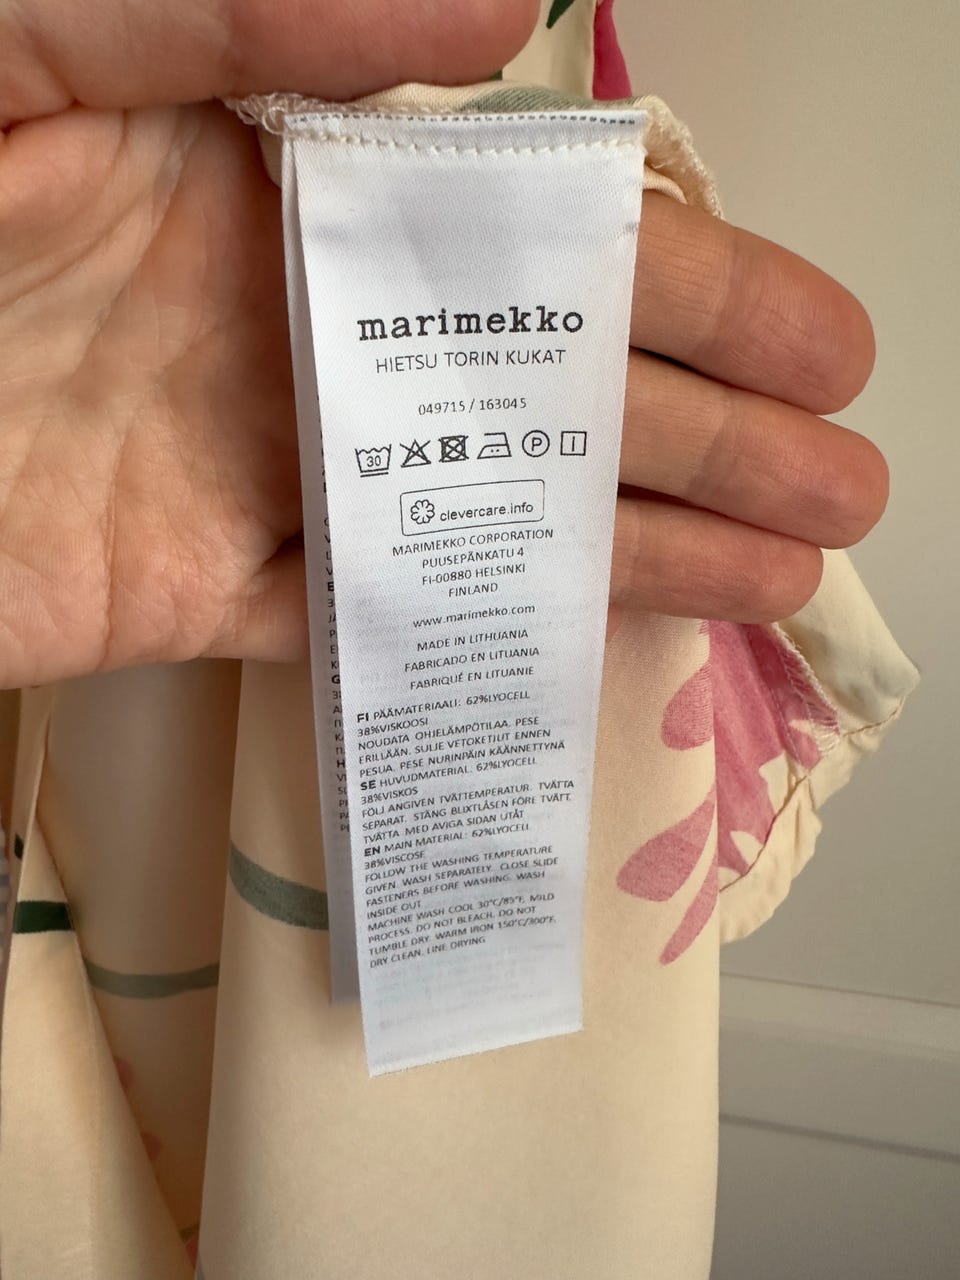 marimekko
HIETSU TORIN KUKAT
049715 / 163045
30 P
clevercare.info
MARIMEKKO CORPORATION
PUUSEPÄNKATU 4
FI-00880 HELSINKI
FINLAND
www.marimekko.com
MADE IN LITHUANIA
FABRICADO EN LITUANIA
FABRIQUÉ EN LITUANIE
FI PÄÄMATERIAALI: 62%LYOCELL
38%VISKOOSI
NOUDATA OHJELÄMPÖTILAA. PESE
ERILLÄÄN. SULJE VETOKETJUT ENNEN
PESUA. PESE NURINPÄIN KÄÄNNETTYNÄ
SE HUVUDMATERIAL: 62%LYOCELL
38%VISKOS
FÖLJ ANGIVEN TVÄTTEMPERATUR. TVÄTTA
SEPARAT. STÄNG BLIXTLÅSEN FÖRE TVÄTT.
TVÄTTA MED AVIGA SIDAN UTÅT
EN MAIN MATERIAL: 62%LYOCELL
38%VISCOSE
FOLLOW THE WASHING TEMPERATURE
GIVEN. WASH SEPARATELY. CLOSE SLIDE
FASTENERS BEFORE WASHING. WASH
INSIDE OUT
MACHINE WASH COOL 30°C/85°F, MILD
PROCESS. DO NOT BLEACH. DO NOT
TUMBLE DRY. WARM IRON 150°C/300°F,
DRY CLEAN. LINE DRYING